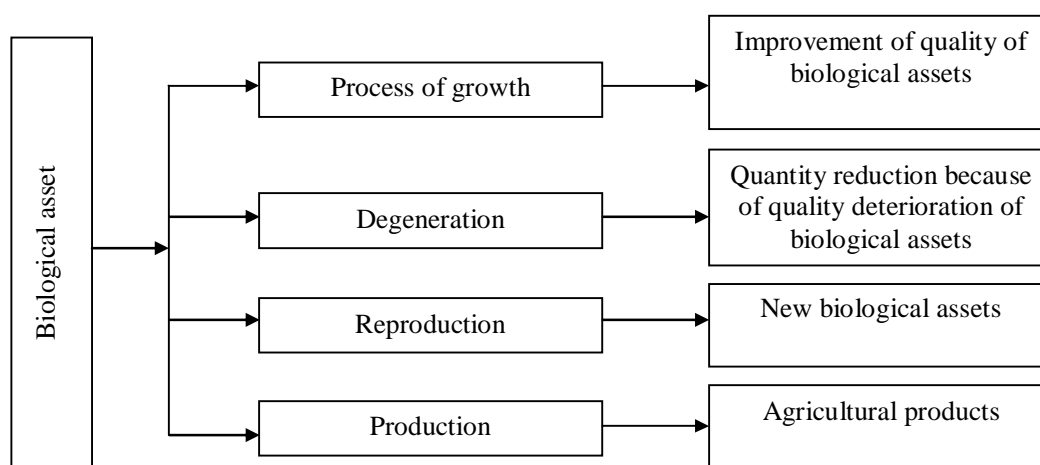 Biological asset
Process of growth
Improvement of quality of
biological assets
Degeneration
Quantity reduction because
of quality deterioration of
biological assets
Reproduction
New biological assets
Production
Agricultural products